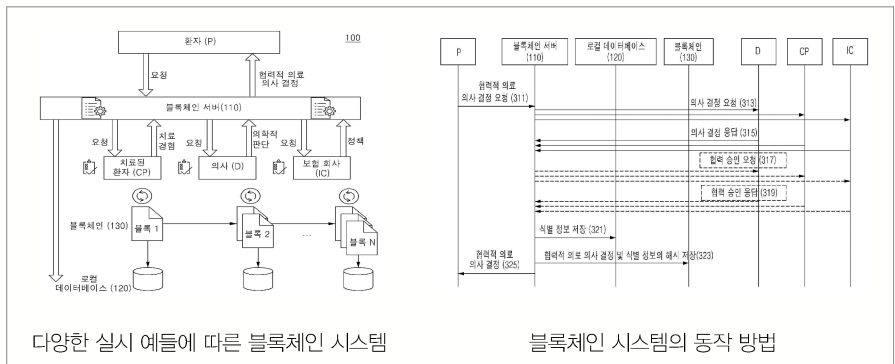 환자 (P)
100
요청
협력적 의료
의사 결정
블록체인 서버(110)
요청
치료
경험
요청
의학적
판단
요청
정책
치료된
환자 (CP)
의사 (D)
보험 회사
(IC)
블록체인 (130)
블록 1
블록 2
...
블록 N
로컬
데이터베이스 (120)
다양한 실시 예들에 따른 블록체인 시스템
P
블록체인 서버
(110)
로컬 데이터베이스
(120)
블록체인
(130)
D
CP
IC
협력적 의료
의사 결정 요청 (311)
의사 결정 요청 (313)
의사 결정 응답 (315)
협력 승인 요청 (317)
협력 승인 응답 (319)
식별 정보 저장 (321)
협력적 의료 의사 결정 및 식별 정보의 해시 저장(323)
협력적 의료
의사 결정 (325)
블록체인 시스템의 동작 방법